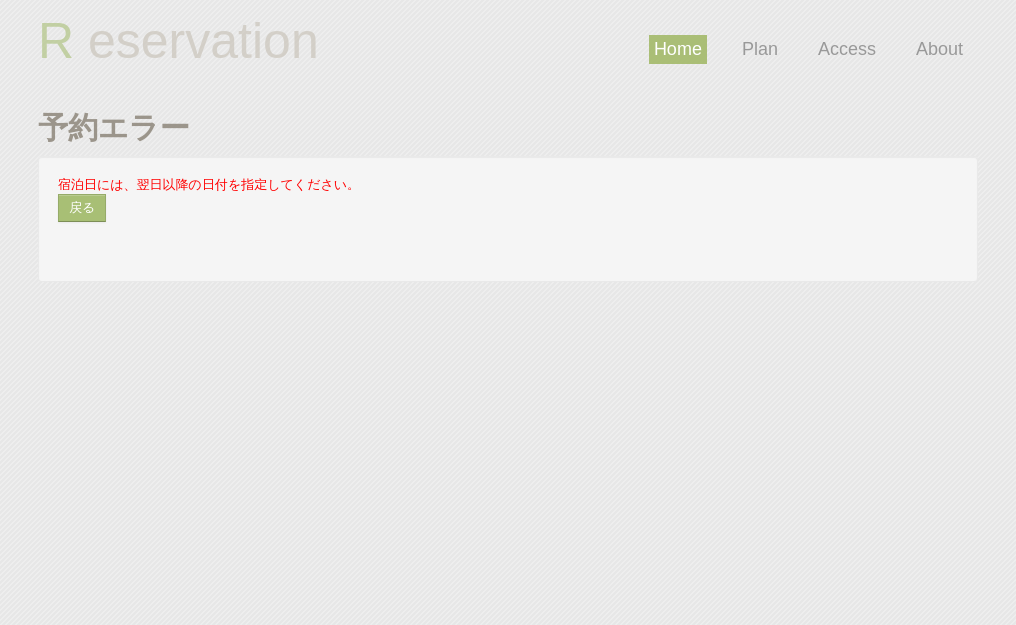 R eservation
Home Plan Access About
予約エラー
宿泊日には、翌日以降の日付を指定してください。
戻る